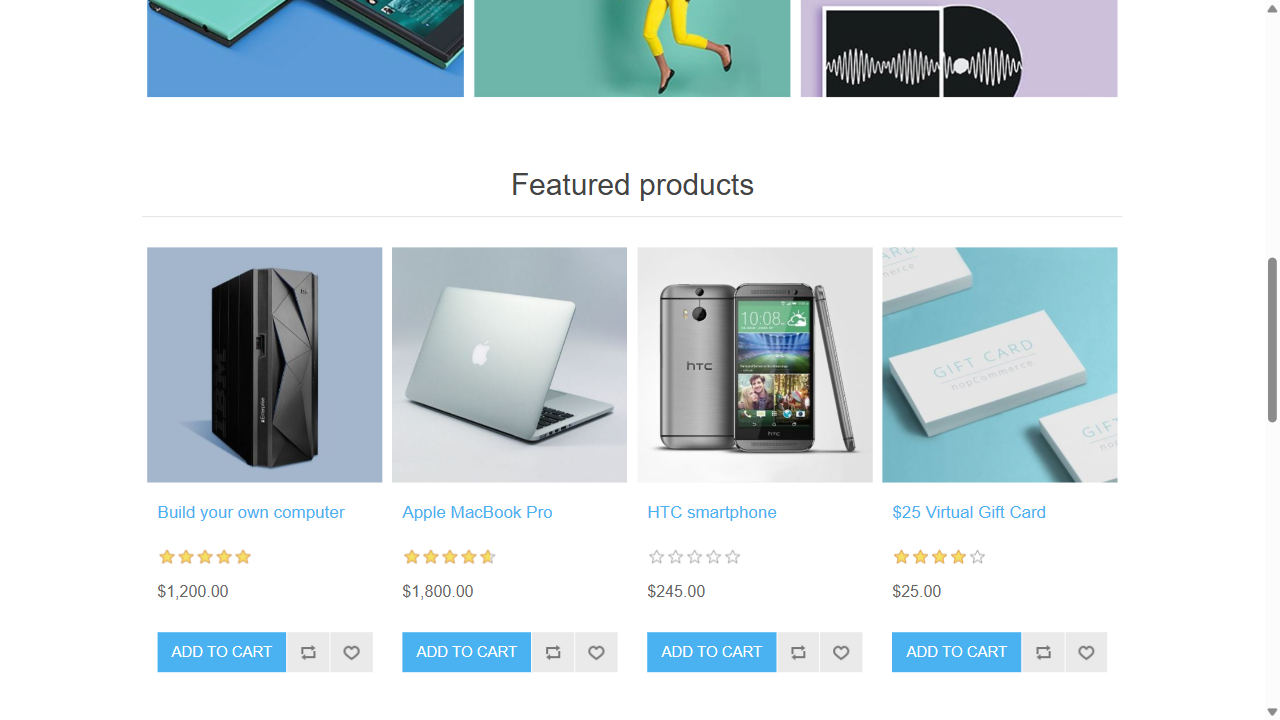 Featured products
GIFT CARD
nopCommerce
10:08
hTC
hTC
Build your own computer
Apple MacBook Pro
HTC smartphone
$25 Virtual Gift Card
$1,200.00
$1,800.00
$245.00
$25.00
ADD TO CART
ADD TO CART
ADD TO CART
ADD TO CART